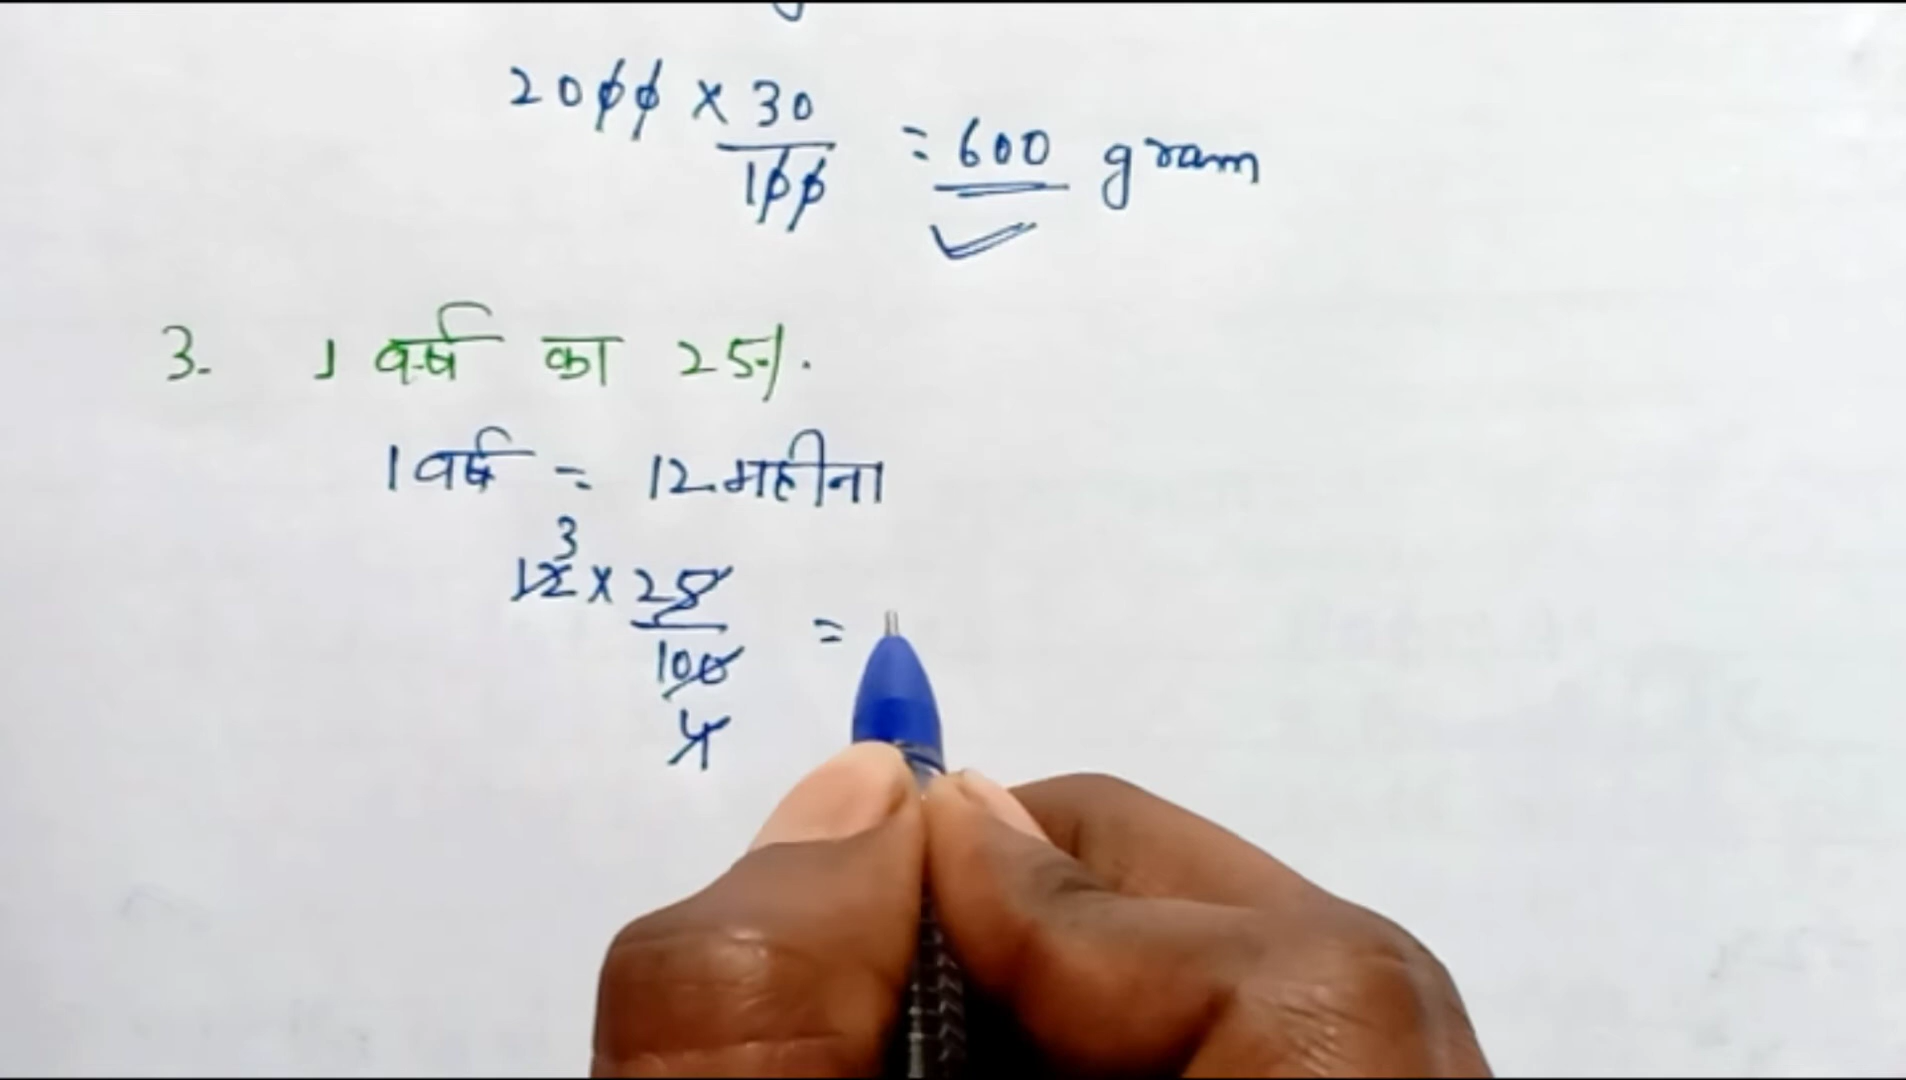 2000 × 30
100
= 600 gram
3. 1 वर्ष का 25%.
1 वर्ष = 12 महीना
3
12 × 25
100
=
4